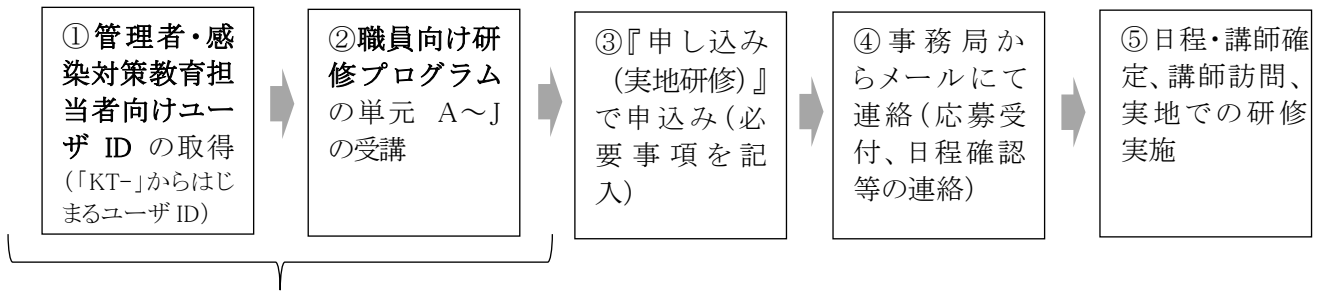 ①管理者・感
染対策教育担
当者向けユー
ザ ID の取得
(「KT-」からはじ
まるユーザ ID)
②職員向け研
修プログラム
の単元 A～J
の受講
③『申し込み
(実地研修)』
で申込み(必
要事項を記
入)
④事務局か
らメールにて
連絡(応募受
付、日程確認
等の連絡)
⑤日程・講師確
定、講師訪問、
実地での研修
実施